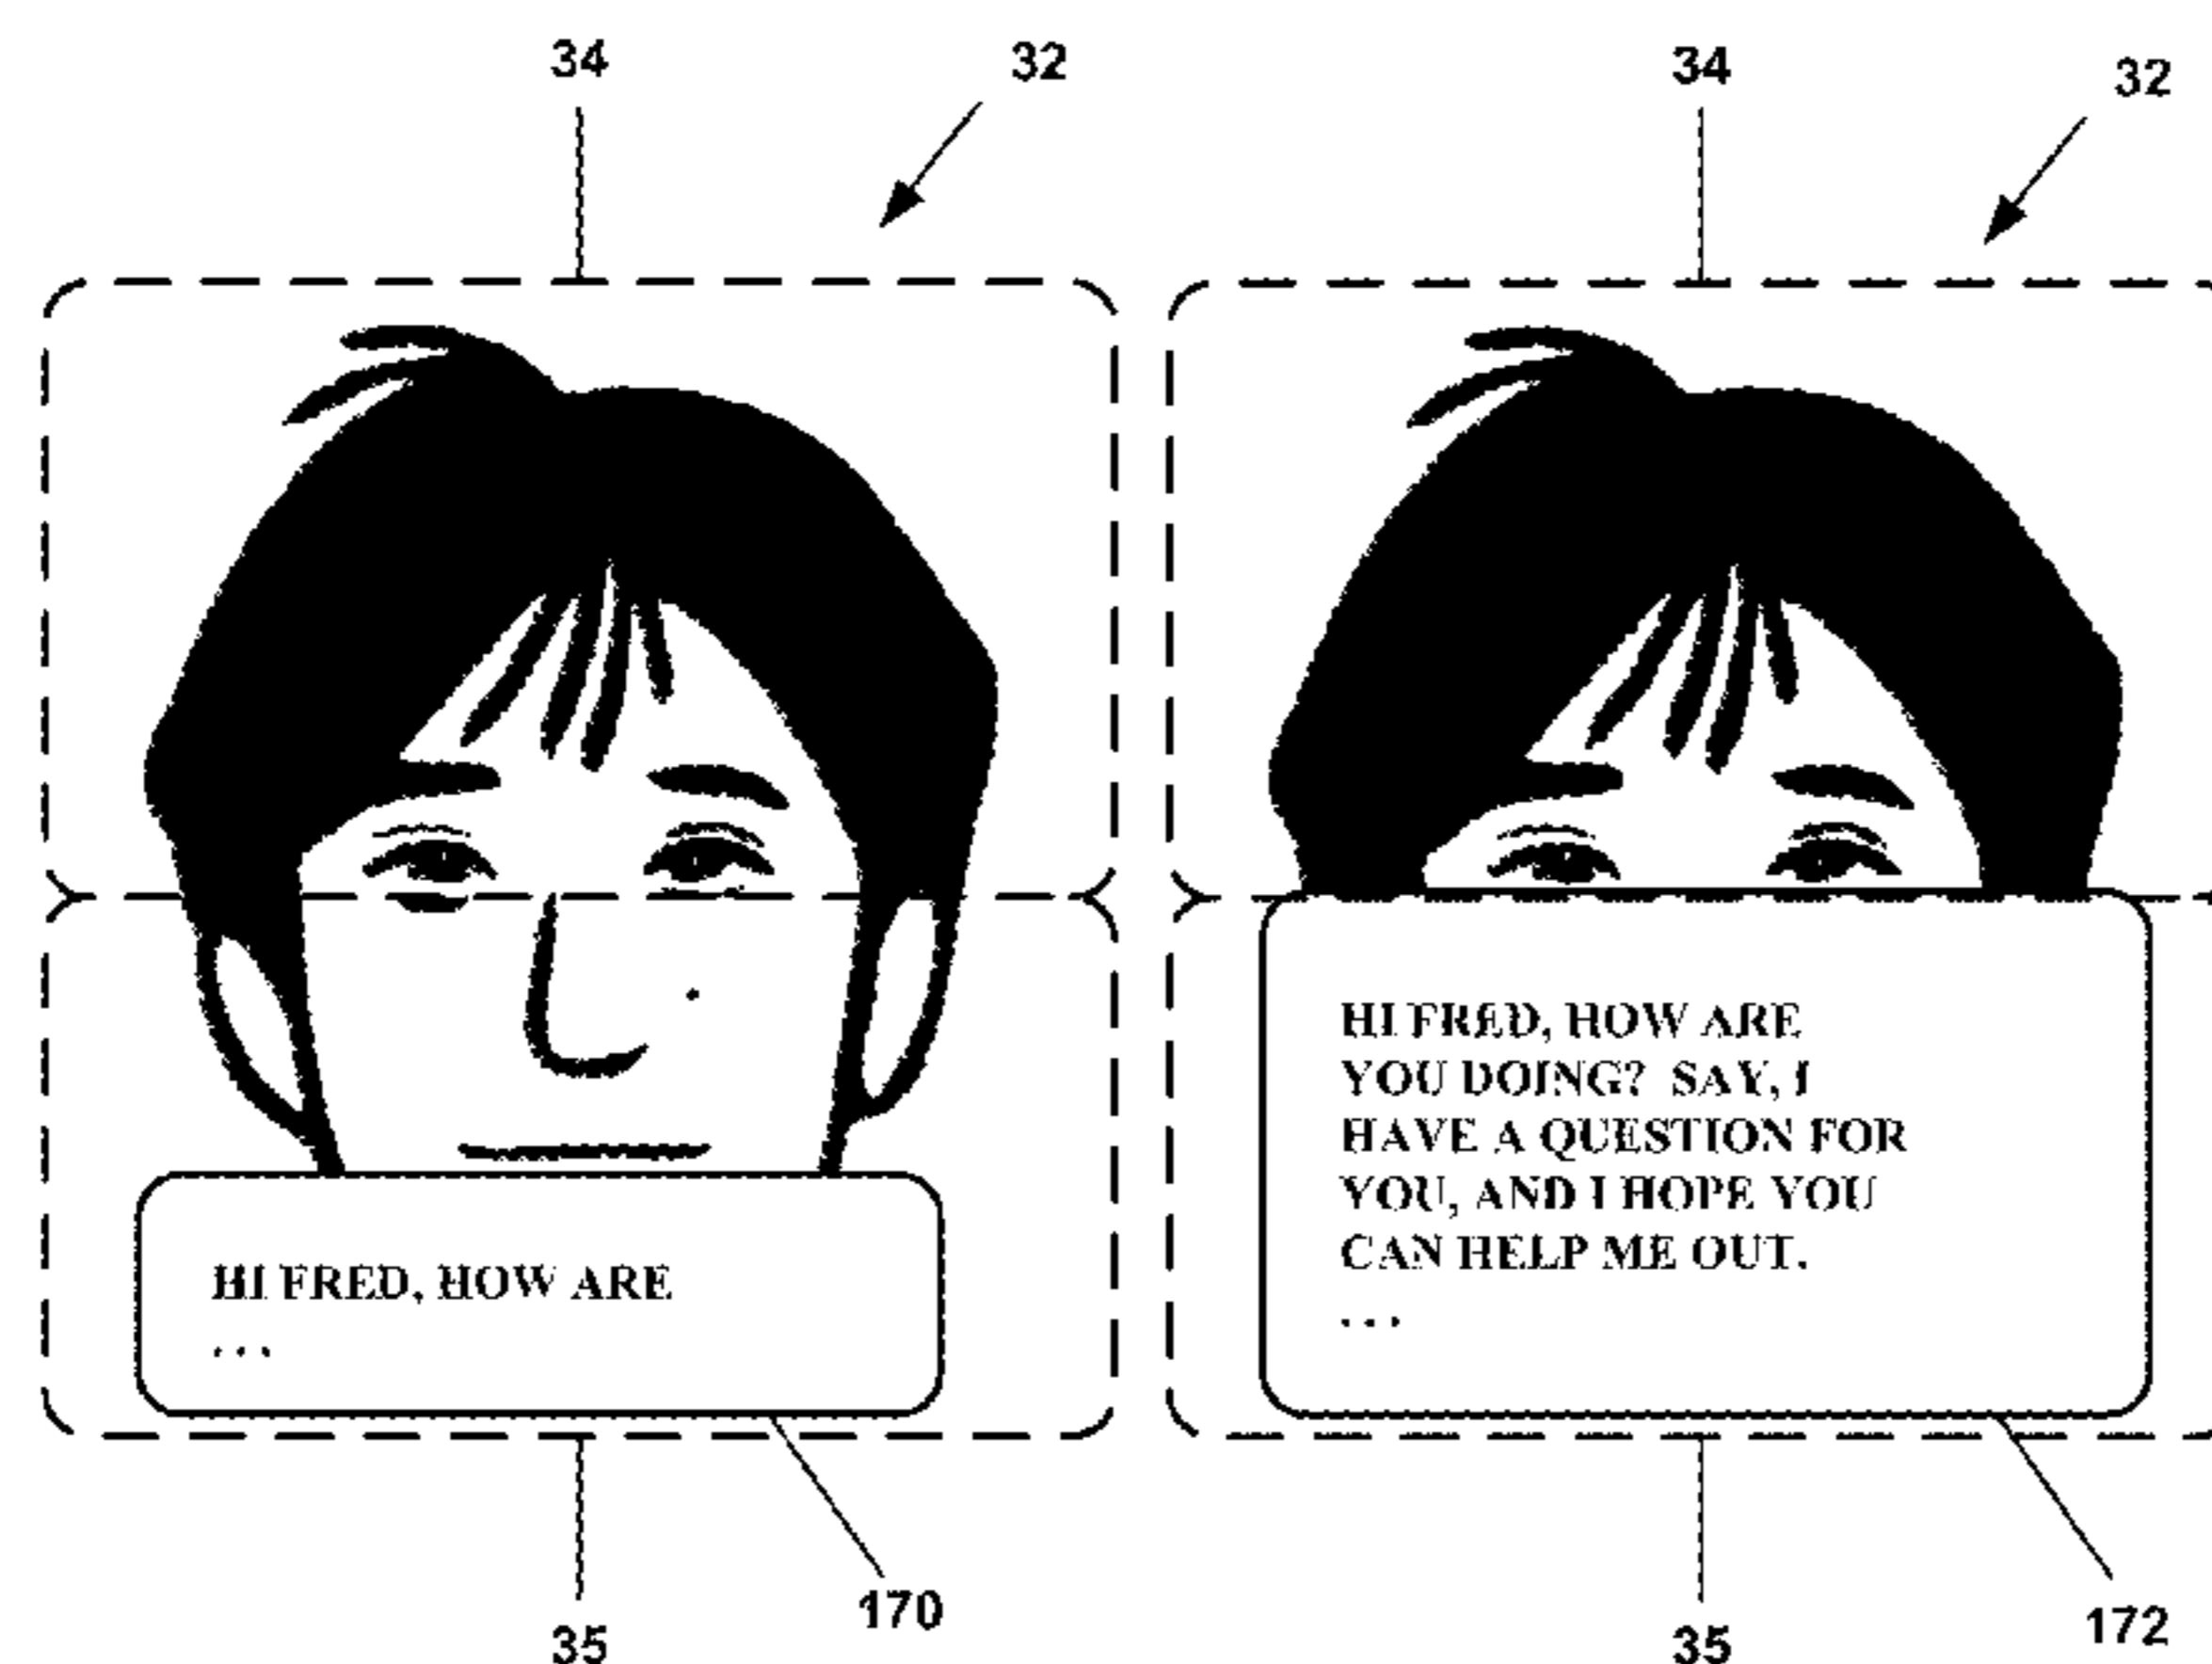 34
32
34
32
HI FRED, HOW ARE
...
HI FRED, HOW ARE
YOU DOING? SAY, I
HAVE A QUESTION FOR
YOU, AND I HOPE YOU
CAN HELP ME OUT.
...
35
170
35
172